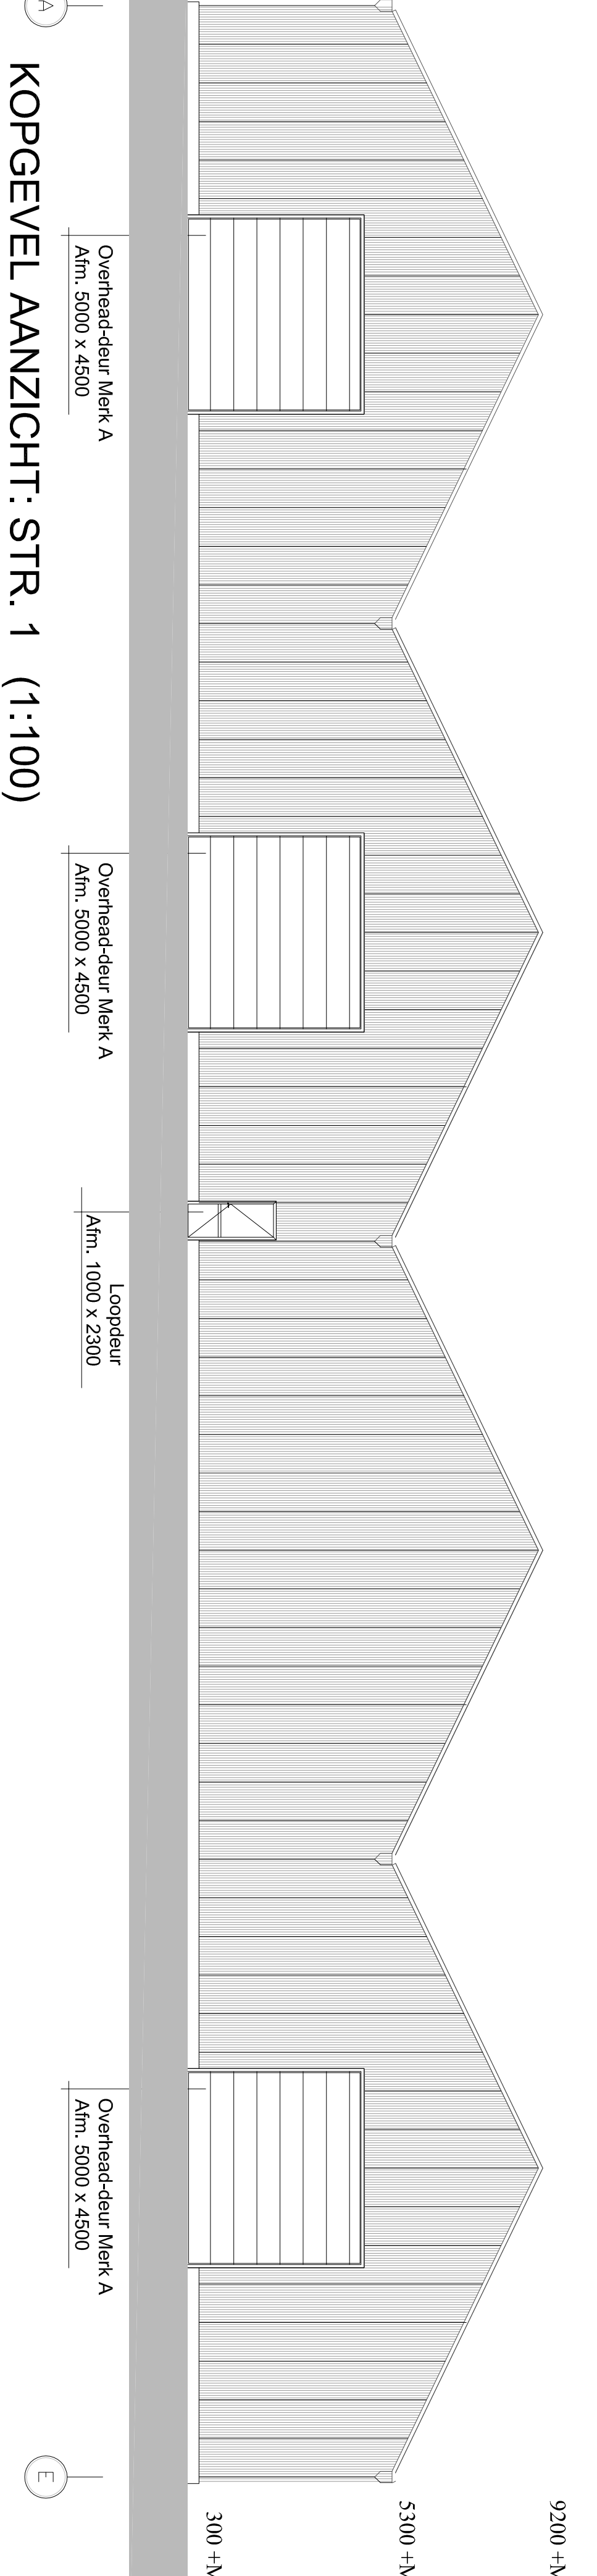 9200 +M
5300 +M
300 +M
Overhead-deur Merk A
Afm. 5000 x 4500
Overhead-deur Merk A
Afm. 5000 x 4500
Loopdeur
Afm. 1000 x 2300
Overhead-deur Merk A
Afm. 5000 x 4500
A
E
KOPGEVEL AANZICHT: STR. 1 (1:100)